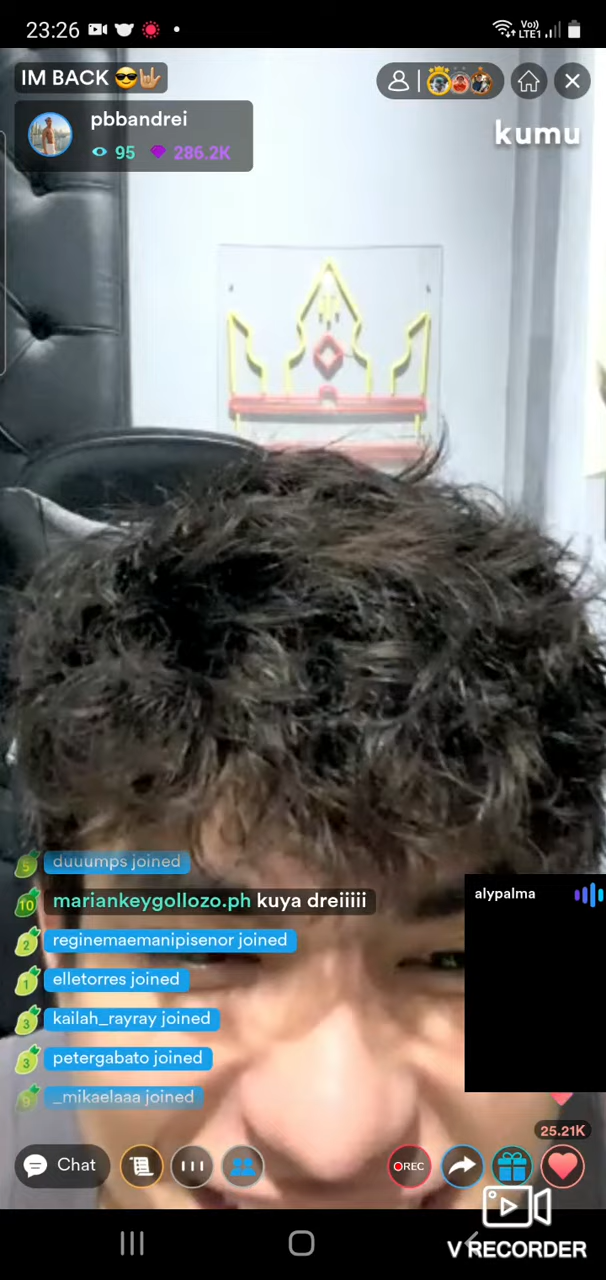 23:26
Vo)
LTE1
IM BACK 😎🤟
pbbandrei
95 286.2K
kumu
duuumps joined
5
mariankeygollozo.ph kuya dreiiiii
10
reginemaemanipisenor joined
2
elletorres joined
1
kailah_rayray joined
3
petergabato joined
3
_mikaelaaa joined
9
alypalma
25.21K
Chat
REC
V RECORDER